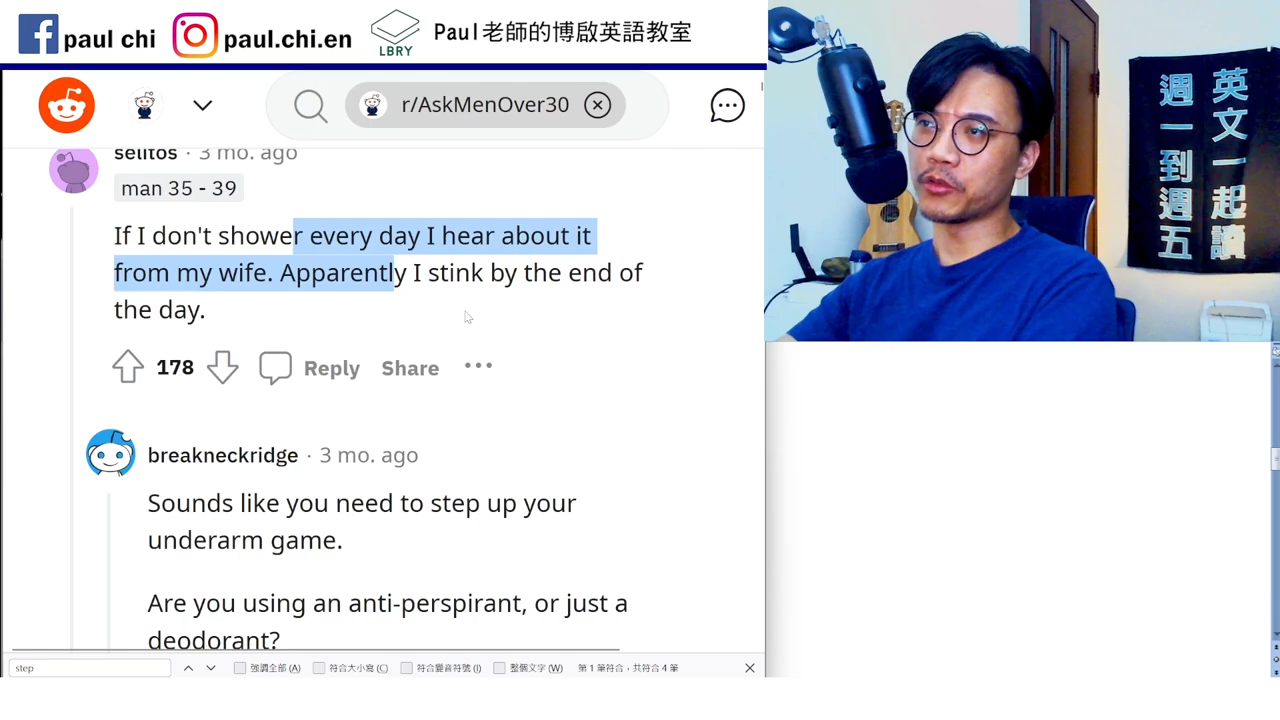 paul chi
paul.chi.en
LBRY
Paul老師的博啟英語教室
r/AskMenOver30
selitos · 3 mo. ago
man 35 - 39
If I don't shower every day I hear about it
from my wife. Apparently I stink by the end of
the day.
178
Reply
Share
breakneckridge · 3 mo. ago
Sounds like you need to step up your
underarm game.
Are you using an anti-perspirant, or just a
deodorant?
step
強調全部 (A)
符合大小寫 (C)
符合變音符號 (I)
整個文字 (W)
第 1 筆符合，共符合 4 筆
英文一起讀
週一到週五